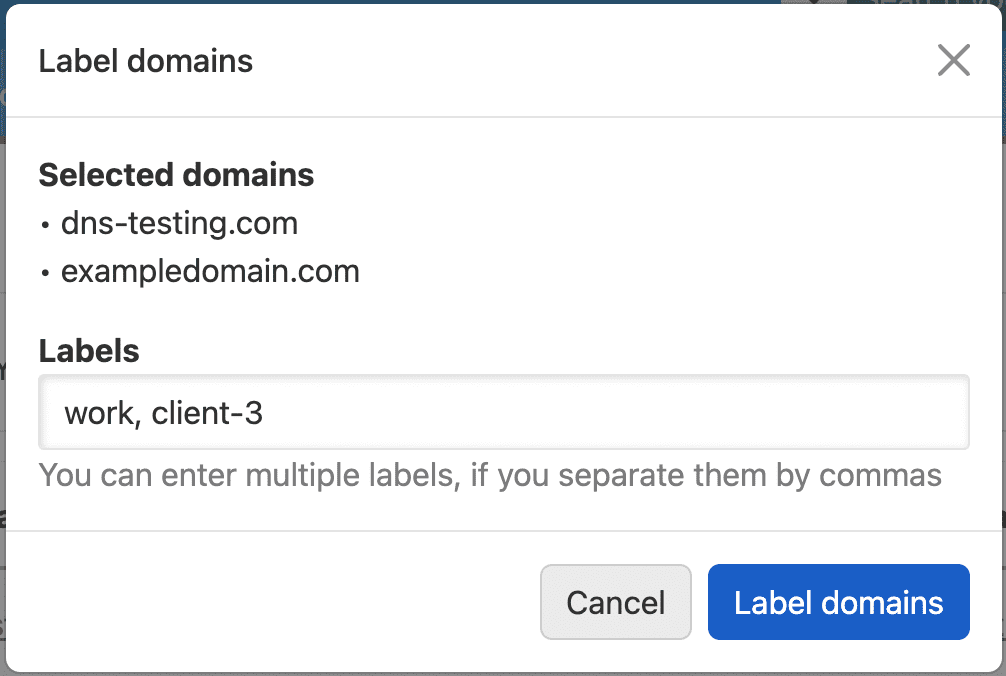 Label domains
Selected domains
• dns-testing.com
• exampledomain.com
Labels
work, client-3
You can enter multiple labels, if you separate them by commas
Cancel
Label domains